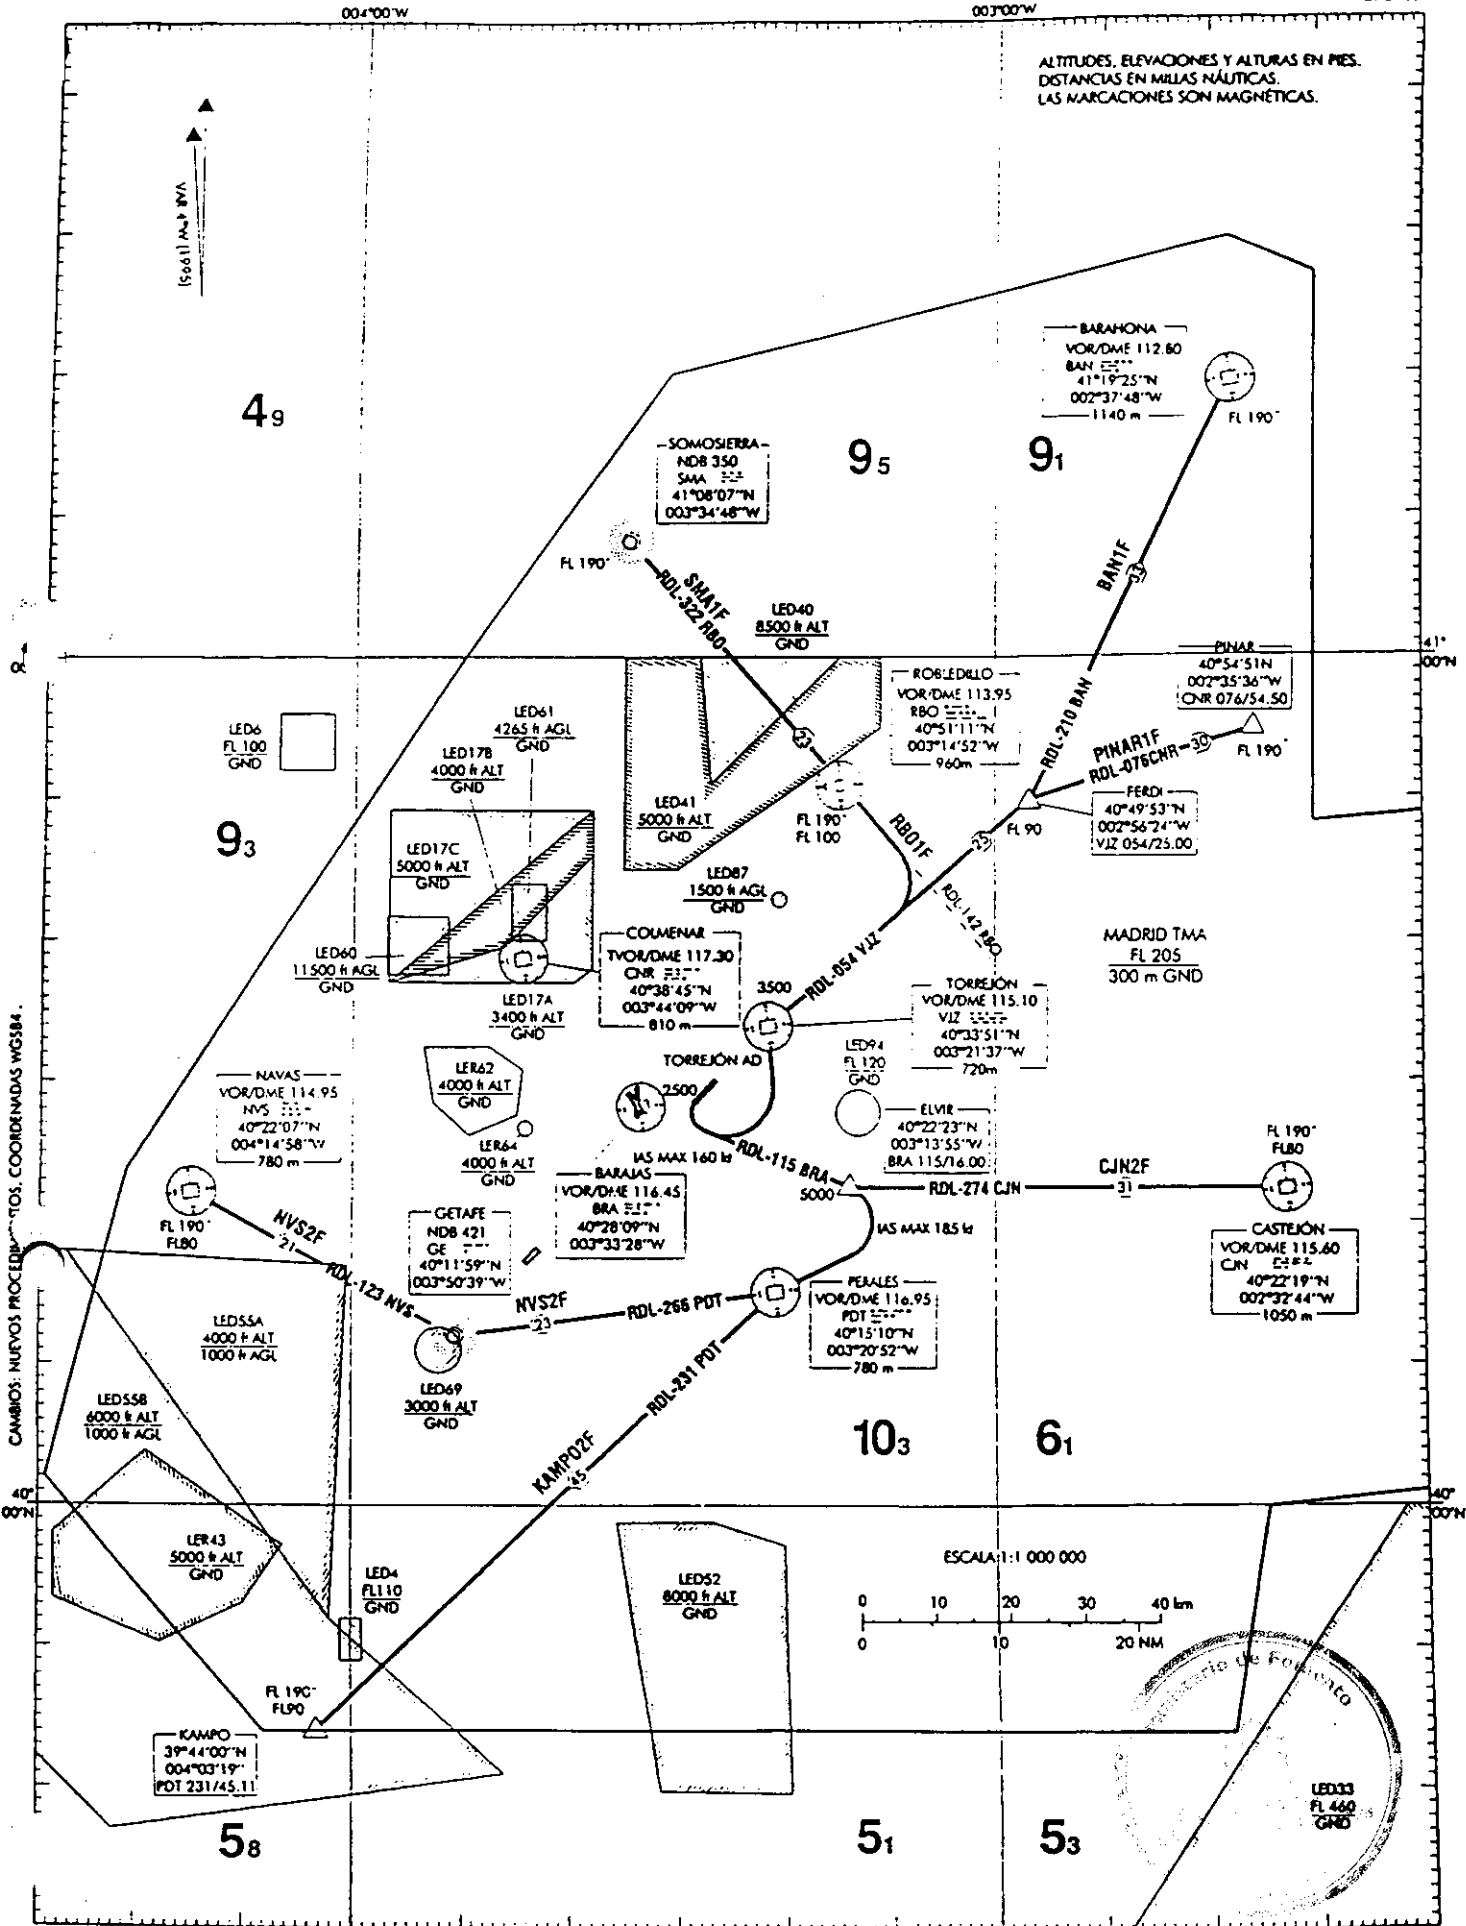 004°00'W
003°00'W
ALTITUDES, ELEVACIONES Y ALTURAS EN PIES.
DISTANCIAS EN MILLAS NÁUTICAS.
LAS MARCACIONES SON MAGNÉTICAS.
VAR 4°W (1995)
BARAHONA
VOR/DME 112.80
BAN
41°19'25"N
002°37'48"W
1140 m
FL 190
49
95
91
SOMOSIERRA
NDB 350
SMA
41°08'07"N
003°34'48"W
FL 190
SMA1F
RDL-322 RBO
23
BAN1F
RDL-210 BAN
LED40
8500 ft ALT
GND
41°
00'N
PINAR
40°54'51N
002°35'36"W
CNR 076/54.50
FL 190
PINAR1F
RDL-076CNR
30
ROBLEDILLO
VOR/DME 113.95
RBO
40°51'11"N
003°14'52"W
960m
FL 190
FL 100
LED6
FL 100
GND
LED61
4265 ft AGL
GND
LED17B
4000 ft ALT
GND
LED17C
5000 ft ALT
GND
LED41
5000 ft ALT
GND
FERDI
40°49'53"N
002°56'24"W
VJZ 054/25.00
FL 90
25
RBO1F
RDL-142 RBO
RDL-054 VJZ
93
LED87
1500 ft AGL
GND
LED60
11500 ft AGL
GND
LED17A
3400 ft ALT
GND
COLMENAR
TVOR/DME 117.30
CNR
40°38'45"N
003°44'09"W
810 m
MADRID TMA
FL 205
300 m GND
3500
TORREJÓN
VOR/DME 115.10
VJZ
40°33'51"N
003°21'37"W
720m
CAMBIOS: NUEVOS PROCEDIM TOS, COORDENADAS WGS84.
NAVAS
VOR/DME 114.95
NVS
40°22'07"N
004°14'58"W
780 m
FL 190
FL80
LER62
4000 ft ALT
GND
LER64
4000 ft ALT
GND
TORREJÓN AD
2500
LED94
FL 120
GND
ELVIR
40°22'23"N
003°13'55"W
BRA 115/16.00
IAS MAX 160 kt
RDL-115 BRA
5000
BARAJAS
VOR/DME 116.45
BRA
40°28'09"N
003°33'28"W
RDL-274 CJN
CJN2F
31
FL 190
FL80
IAS MAX 185 kt
CASTEJÓN
VOR/DME 115.60
CJN
40°22'19"N
002°32'44"W
1050 m
GETAFE
NDB 421
GE
40°11'59"N
003°50'39"W
NVS2F
21
RDL-123 NVS
NVS2F
23
RDL-266 PDT
PERALES
VOR/DME 116.95
PDT
40°15'10"N
003°20'52"W
780 m
LED55A
4000 ft ALT
1000 ft AGL
LED69
3000 ft ALT
GND
LED55B
6000 ft ALT
1000 ft AGL
RDL-231 PDT
KAMPO2F
45
103
61
40°
00'N
40°
00'N
LER43
5000 ft ALT
GND
LED4
FL110
GND
LED52
8000 ft ALT
GND
ESCALA 1:1 000 000
0 10 20 30 40 km
0 10 20 NM
FL 190
FL90
KAMPO
39°44'00"N
004°03'19"
PDT 231/45.11
Ministerio de Fomento
LED33
FL 460
GND
58
51
53